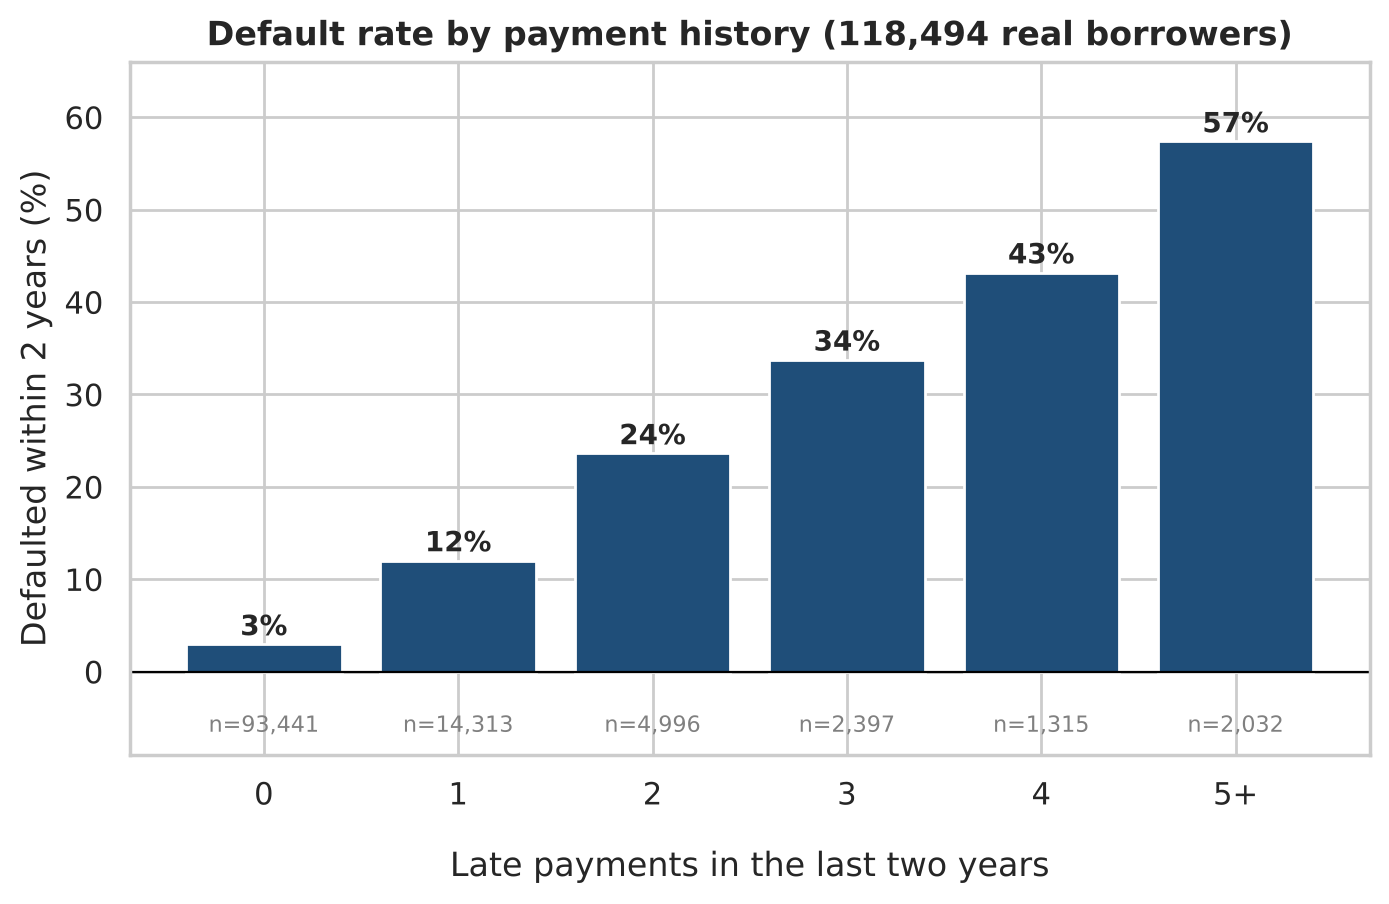 Default rate by payment history (118,494 real borrowers)
Defaulted within 2 years (%)
60
50
40
30
20
10
0
3%
12%
24%
34%
43%
57%
n=93,441
n=14,313
n=4,996
n=2,397
n=1,315
n=2,032
0
1
2
3
4
5+
Late payments in the last two years